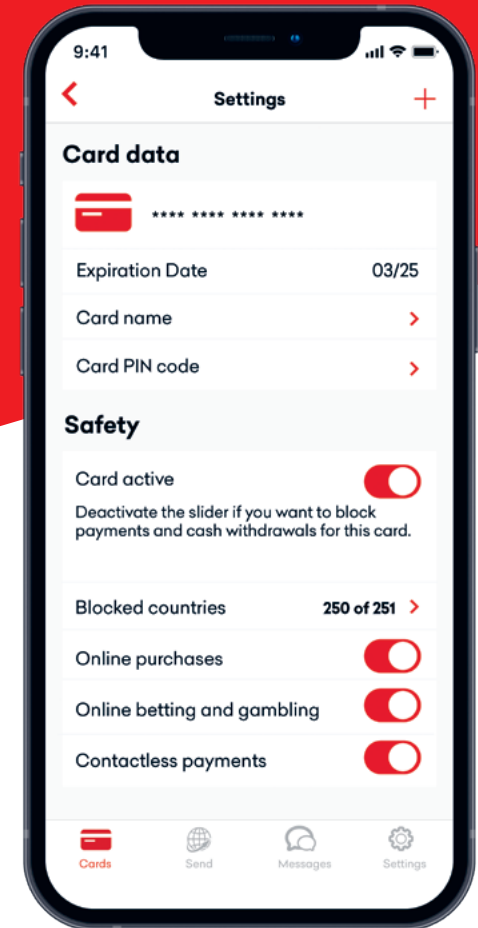 9:41
Settings
Card data
**** **** **** ****
Expiration Date 03/25
Card name
Card PIN code
Safety
Card active
Deactivate the slider if you want to block
payments and cash withdrawals for this card.
Blocked countries 250 of 251
Online purchases
Online betting and gambling
Contactless payments
Cards Send Messages Settings